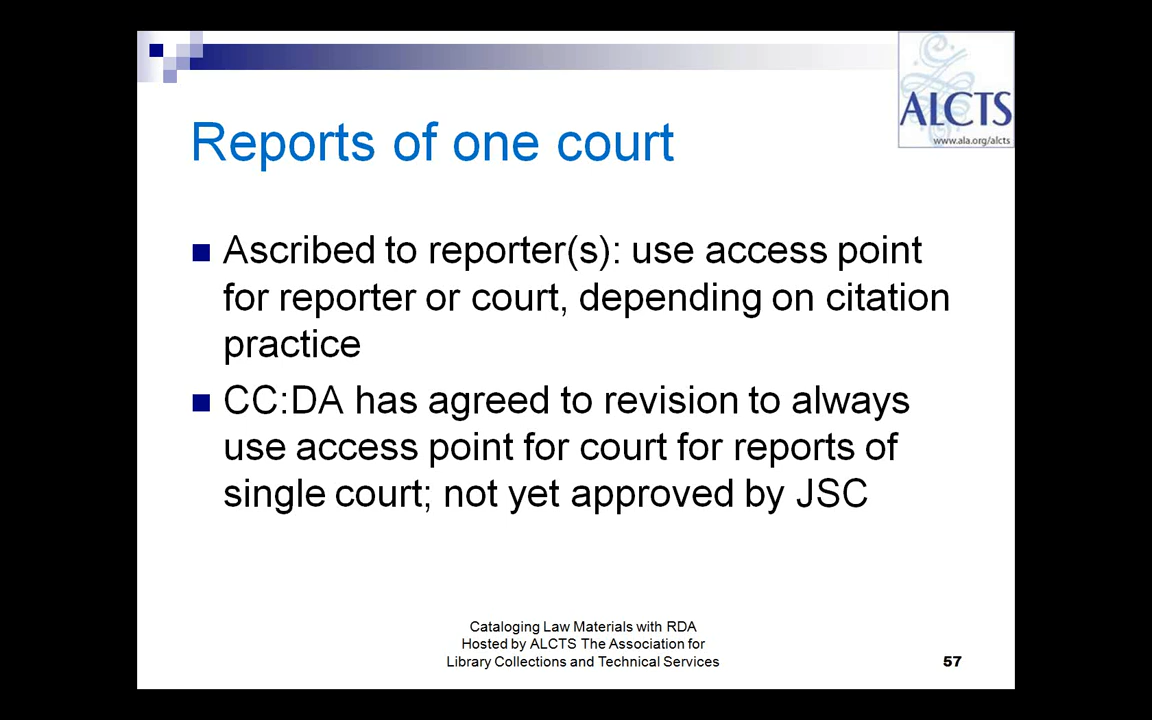 ALCTS
www.ala.org/alcts
Reports of one court
Ascribed to reporter(s): use access point
for reporter or court, depending on citation
practice
CC:DA has agreed to revision to always
use access point for court for reports of
single court; not yet approved by JSC
Cataloging Law Materials with RDA
Hosted by ALCTS The Association for
Library Collections and Technical Services
57